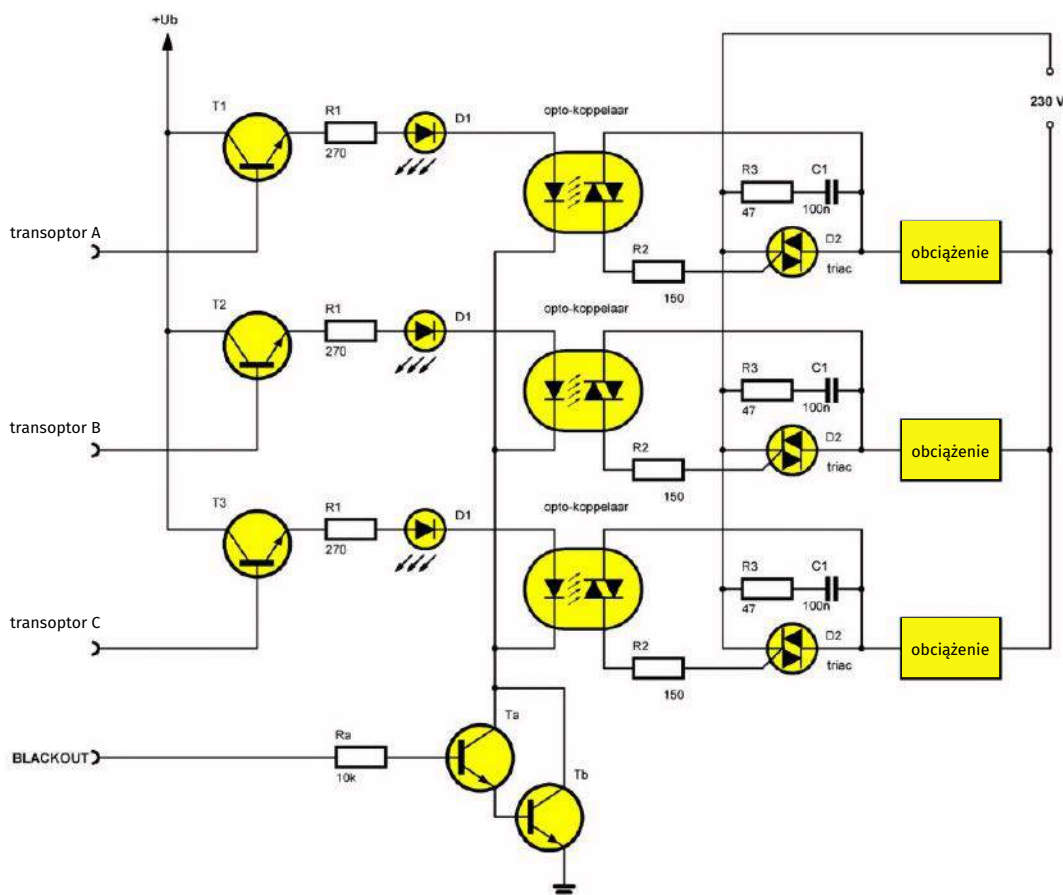 +Ub
T1
R1
270
D1
opto-koppelaar
230 V
R3
47
C1
100n
D2
triac
R2
150
obciążenie
transoptor A
T2
R1
270
D1
opto-koppelaar
R3
47
C1
100n
D2
triac
R2
150
obciążenie
transoptor B
T3
R1
270
D1
opto-koppelaar
R3
47
C1
100n
D2
triac
R2
150
obciążenie
transoptor C
Ta
BLACKOUT
Ra
10k
Tb